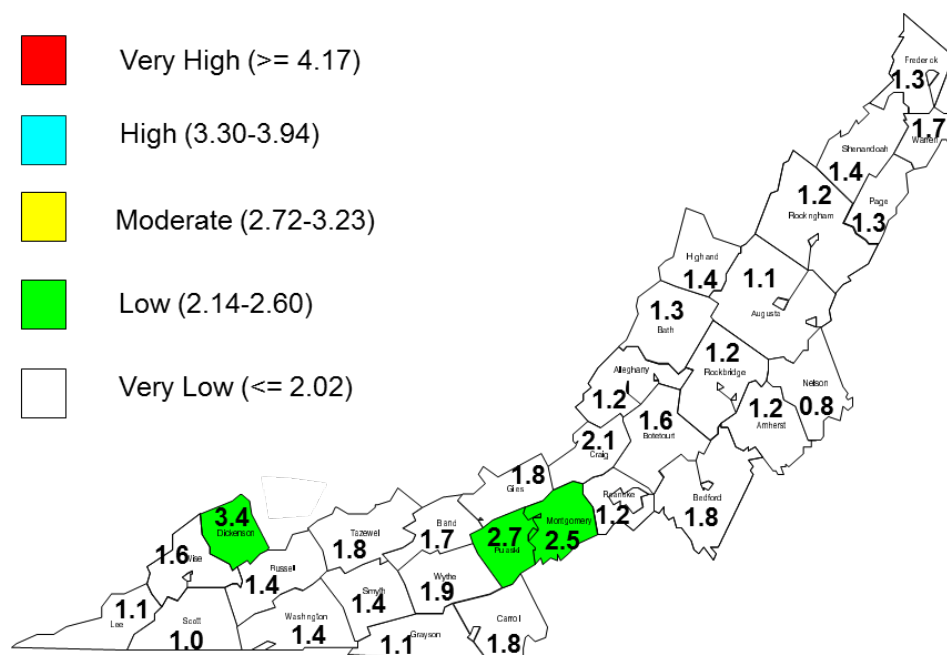 Very High (>= 4.17)
High (3.30-3.94)
Moderate (2.72-3.23)
Low (2.14-2.60)
Very Low (<= 2.02)
Frederick
1.3
1.7
Warren
Shenandoah
1.4
Page
1.3
1.2
Rockingham
Highland
1.4
1.1
Augusta
1.3
Bath
1.2
Rockbridge
Alleghany
1.2
Nelson
0.8
1.2
Amherst
1.6
Botetourt
2.1
Craig
1.8
Giles
Roanoke
1.2
Bedford
1.8
3.4
Dickenson
Montgomery
2.5
2.7
Pulaski
Bland
1.7
Tazewell
1.8
1.6
Wise
Russell
1.4
Wythe
1.9
Smyth
1.4
1.1
Lee
Scott
1.0
Washington
1.4
Grayson
1.1
Carroll
1.8